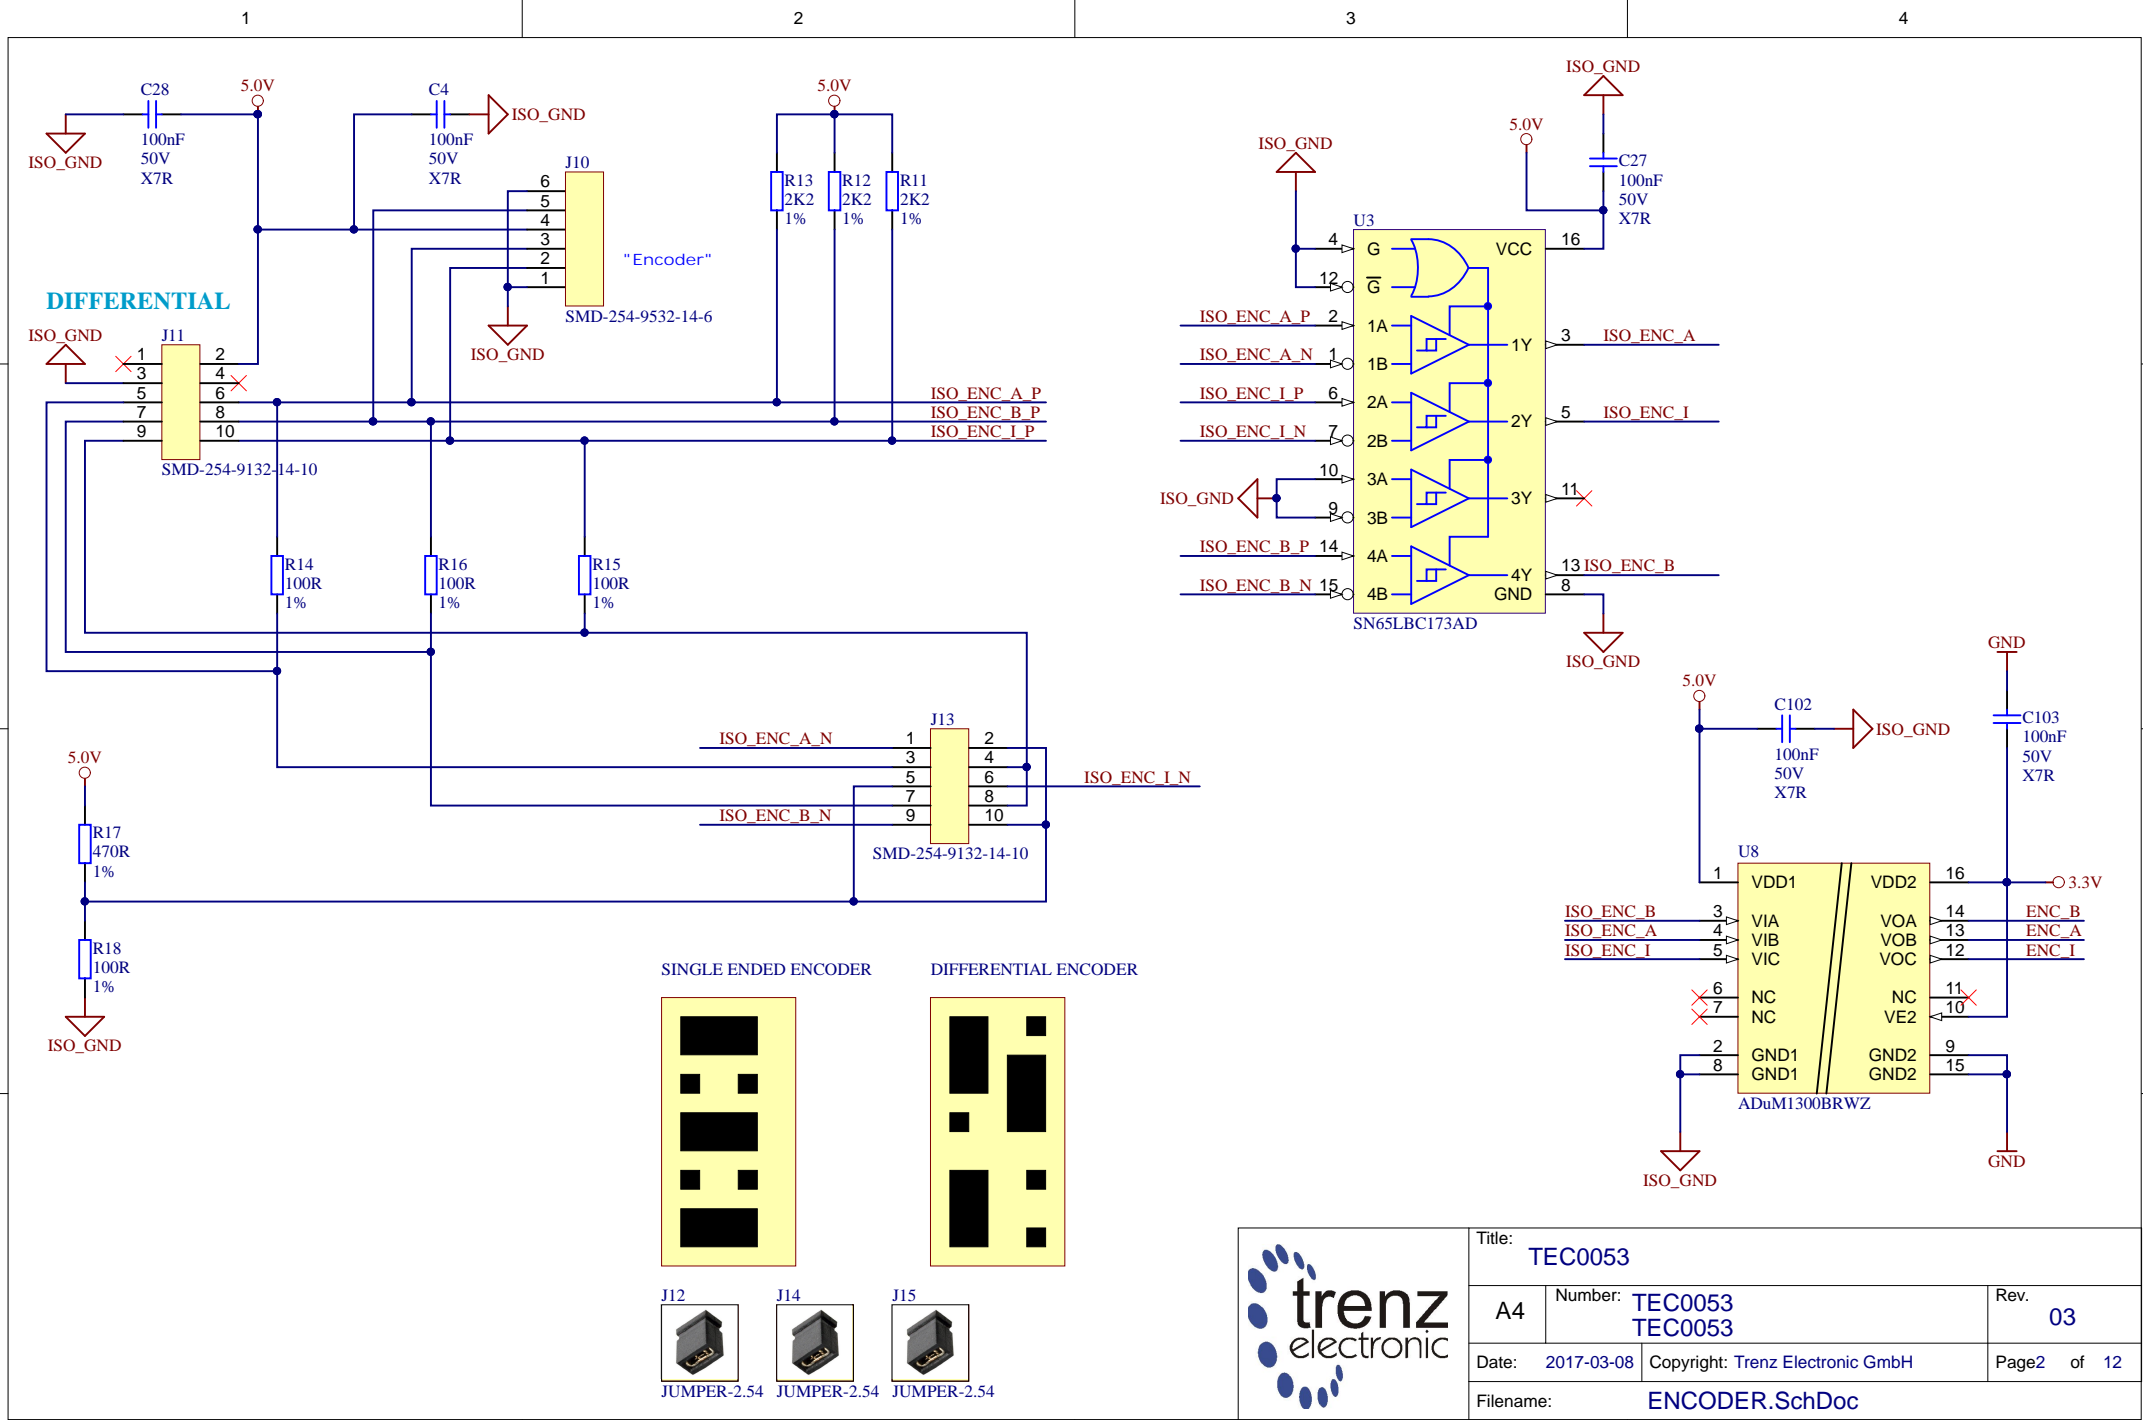 1
2
3
4
C28
100nF
50V
X7R
5.0V
ISO_GND
C4
100nF
50V
X7R
ISO_GND
J10
6
5
4
3
2
1
"Encoder"
SMD-254-9532-14-6
ISO_GND
5.0V
R13
2K2
1%
R12
2K2
1%
R11
2K2
1%
DIFFERENTIAL
ISO_GND
J11
1
2
3
4
5
6
7
8
9
10
SMD-254-9132-14-10
ISO_ENC_A_P
ISO_ENC_B_P
ISO_ENC_I_P
R14
100R
1%
R16
100R
1%
R15
100R
1%
J13
ISO_ENC_A_N
1
2
3
4
5
6
ISO_ENC_I_N
7
8
ISO_ENC_B_N
9
10
SMD-254-9132-14-10
5.0V
R17
470R
1%
R18
100R
1%
ISO_GND
ISO_GND
ISO_GND
5.0V
C27
100nF
50V
X7R
U3
4
G
VCC
16
12
G
ISO_ENC_A_P
2
1A
1Y
3
ISO_ENC_A
ISO_ENC_A_N
1
1B
ISO_ENC_I_P
6
2A
2Y
5
ISO_ENC_I
ISO_ENC_I_N
7
2B
ISO_GND
10
3A
3Y
11
9
3B
ISO_ENC_B_P
14
4A
4Y
13
ISO_ENC_B
ISO_ENC_B_N
15
4B
GND
8
SN65LBC173AD
ISO_GND
5.0V
C102
100nF
50V
X7R
ISO_GND
GND
C103
100nF
50V
X7R
U8
1
VDD1
VDD2
16
3.3V
ISO_ENC_B
3
VIA
VOA
14
ENC_B
ISO_ENC_A
4
VIB
VOB
13
ENC_A
ISO_ENC_I
5
VIC
VOC
12
ENC_I
6
NC
NC
11
7
NC
VE2
10
2
GND1
GND2
9
8
GND1
GND2
15
ADuM1300BRWZ
ISO_GND
GND
SINGLE ENDED ENCODER
DIFFERENTIAL ENCODER
J12
JUMPER-2.54
J14
JUMPER-2.54
J15
JUMPER-2.54
trenz
electronic
Title:
TEC0053
A4
Number: TEC0053
TEC0053
Rev.
03
Date: 2017-03-08
Copyright: Trenz Electronic GmbH
Page2 of 12
Filename: ENCODER.SchDoc